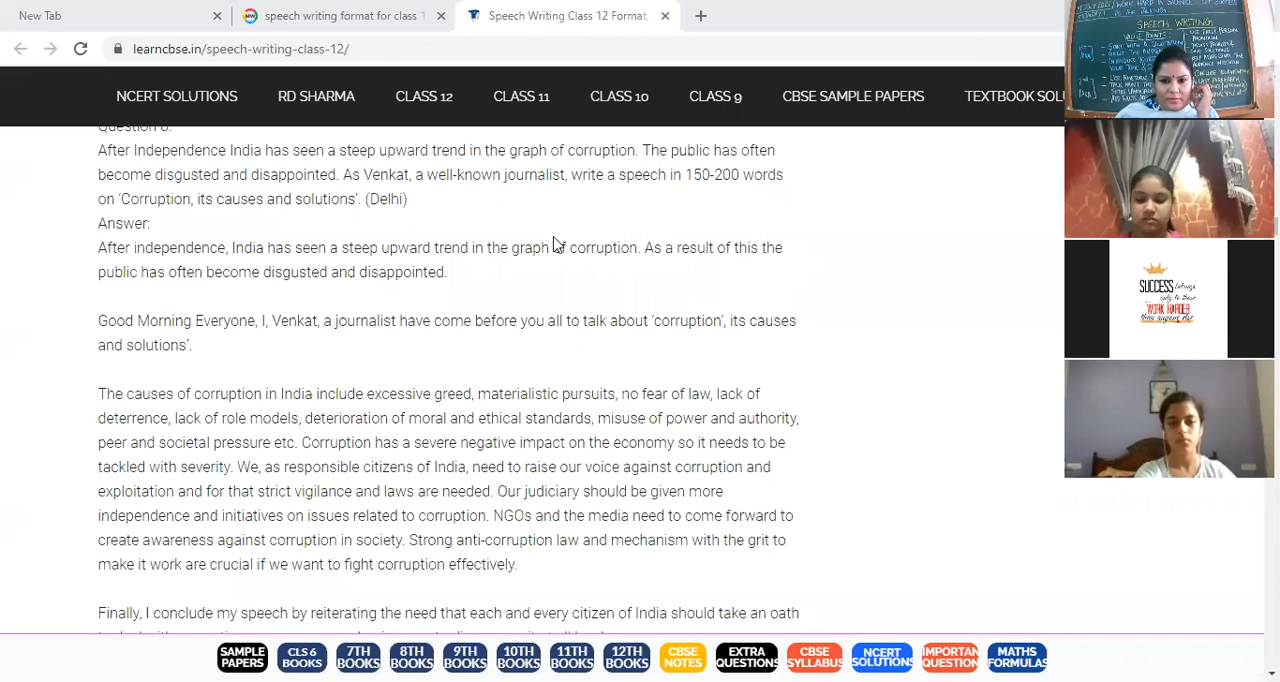 New Tab
speech writing format for class 1
Speech Writing Class 12 Format,
learncbse.in/speech-writing-class-12/
NCERT SOLUTIONS RD SHARMA CLASS 12 CLASS 11 CLASS 10 CLASS 9 CBSE SAMPLE PAPERS TEXTBOOK SOLU
Question 6.
After Independence India has seen a steep upward trend in the graph of corruption. The public has often
become disgusted and disappointed. As Venkat, a well-known journalist, write a speech in 150-200 words
on ‘Corruption, its causes and solutions’. (Delhi)
Answer:
After independence, India has seen a steep upward trend in the graph of corruption. As a result of this the
public has often become disgusted and disappointed.
Good Morning Everyone, I, Venkat, a journalist have come before you all to talk about ‘corruption’, its causes
and solutions’.
The causes of corruption in India include excessive greed, materialistic pursuits, no fear of law, lack of
deterrence, lack of role models, deterioration of moral and ethical standards, misuse of power and authority,
peer and societal pressure etc. Corruption has a severe negative impact on the economy so it needs to be
tackled with severity. We, as responsible citizens of India, need to raise our voice against corruption and
exploitation and for that strict vigilance and laws are needed. Our judiciary should be given more
independence and initiatives on issues related to corruption. NGOs and the media need to come forward to
create awareness against corruption in society. Strong anti-corruption law and mechanism with the grit to
make it work are crucial if we want to fight corruption effectively.
Finally, I conclude my speech by reiterating the need that each and every citizen of India should take an oath
SAMPLE PAPERS
CLS 6 BOOKS
7TH BOOKS
8TH BOOKS
9TH BOOKS
10TH BOOKS
11TH BOOKS
12TH BOOKS
CBSE NOTES
EXTRA QUESTIONS
CBSE SYLLABUS
NCERT SOLUTIONS
IMPORTANT QUESTION
MATHS FORMULAS
SPEECH WRITING
VALUE POINTS:
SUCCESS
WORK HARDER